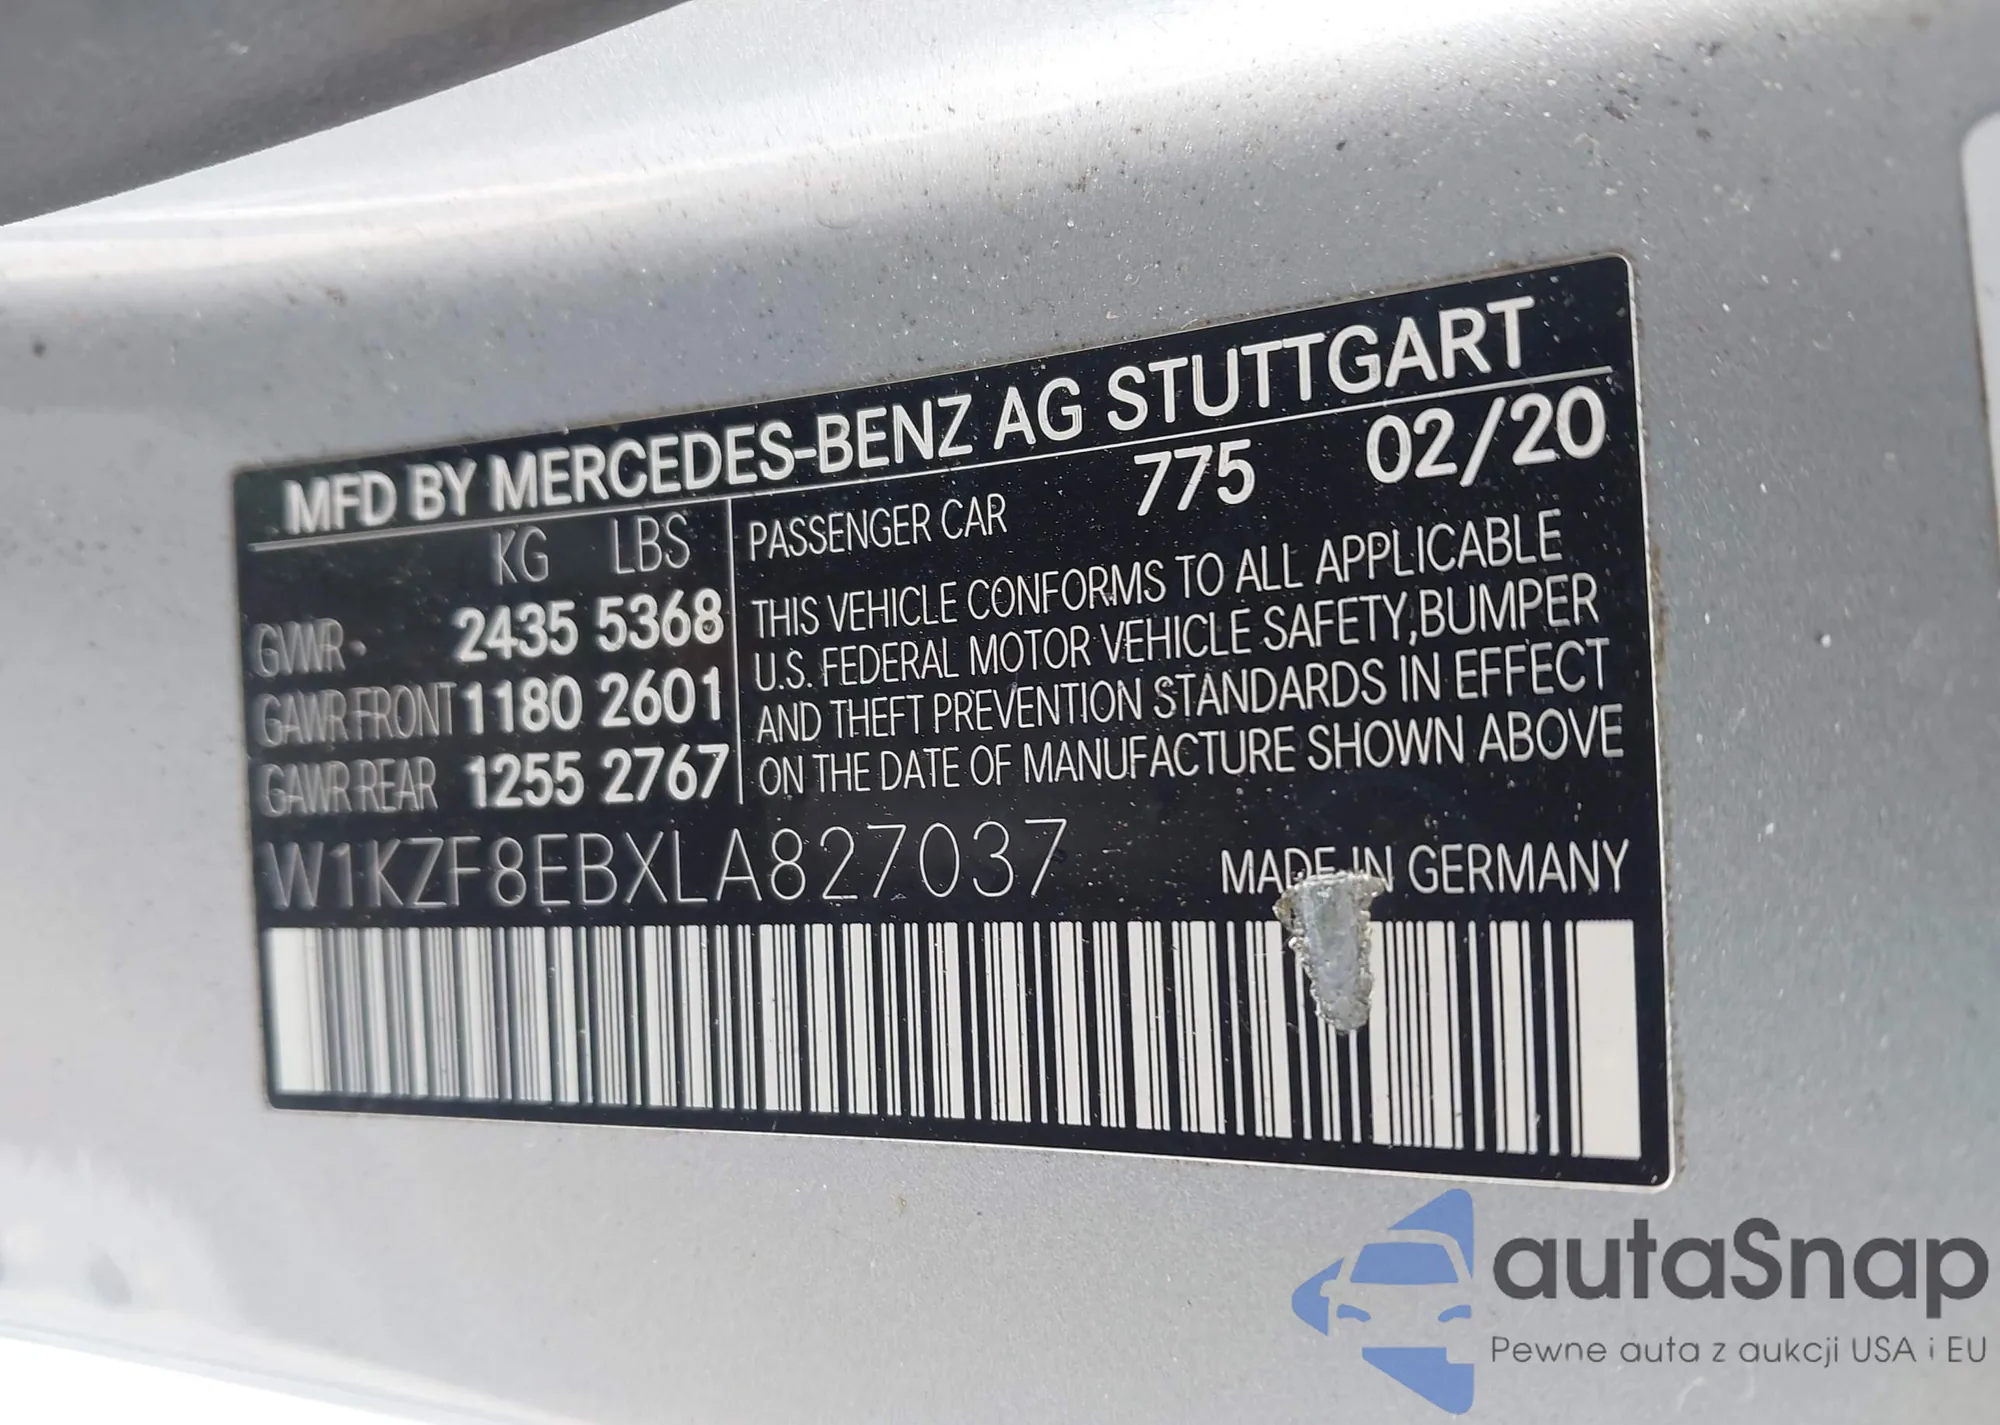 MFD BY MERCEDES-BENZ AG STUTTGART
KG LBS
GVWR 2435 5368
GAWR FRONT 1180 2601
GAWR REAR 1255 2767
PASSENGER CAR 775 02/20
THIS VEHICLE CONFORMS TO ALL APPLICABLE
U.S. FEDERAL MOTOR VEHICLE SAFETY,BUMPER
AND THEFT PREVENTION STANDARDS IN EFFECT
ON THE DATE OF MANUFACTURE SHOWN ABOVE
W1KZF8EBXLA827037
MADE IN GERMANY
autaSnap
Pewne auta z aukcji USA i EU